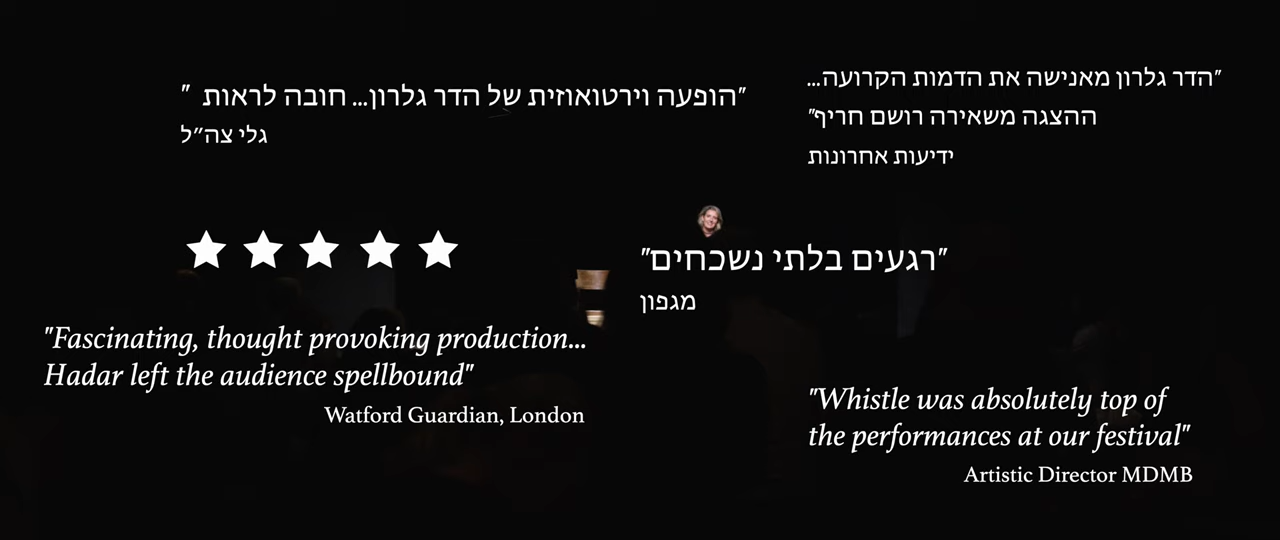 "הופעה וירטואוזית של הדר גלרון... חובה לראות "
גלי צה״ל
"הדר גלרון מאנישה את הדמות הקרועה...
ההצגה משאירה רושם חריף"
ידיעות אחרונות
"רגעים בלתי נשכחים"
מגפון
"Fascinating, thought provoking production...
Hadar left the audience spellbound"
Watford Guardian, London
"Whistle was absolutely top of
the performances at our festival"
Artistic Director MDMB